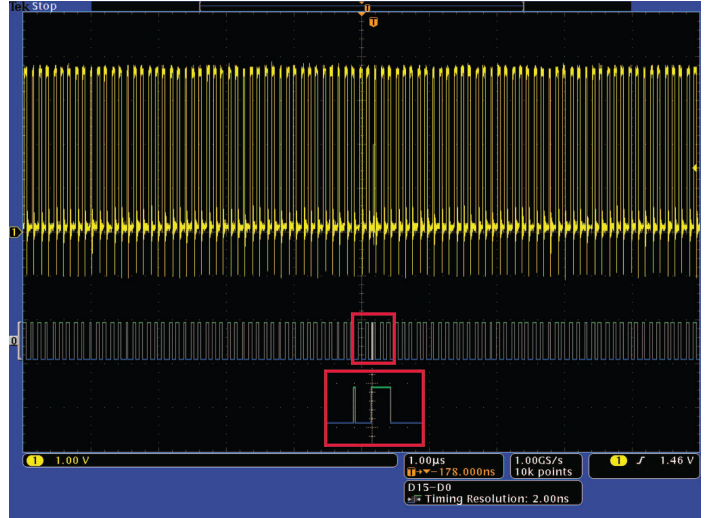 Tek Stop
T
T
1
0
1 1.00 V
1.00µs
T→▼-178.000ns
1.00GS/s
10k points
1 ʃ 1.46 V
D15-D0
Timing Resolution: 2.00ns